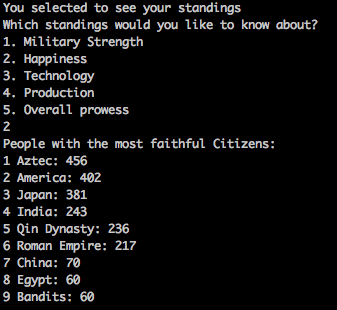 You selected to see your standings
Which standings would you like to know about?
1. Military Strength
2. Happiness
3. Technology
4. Production
5. Overall prowess
2
People with the most faithful Citizens:
1 Aztec: 456
2 America: 402
3 Japan: 381
4 India: 243
5 Qin Dynasty: 236
6 Roman Empire: 217
7 China: 70
8 Egypt: 60
9 Bandits: 60